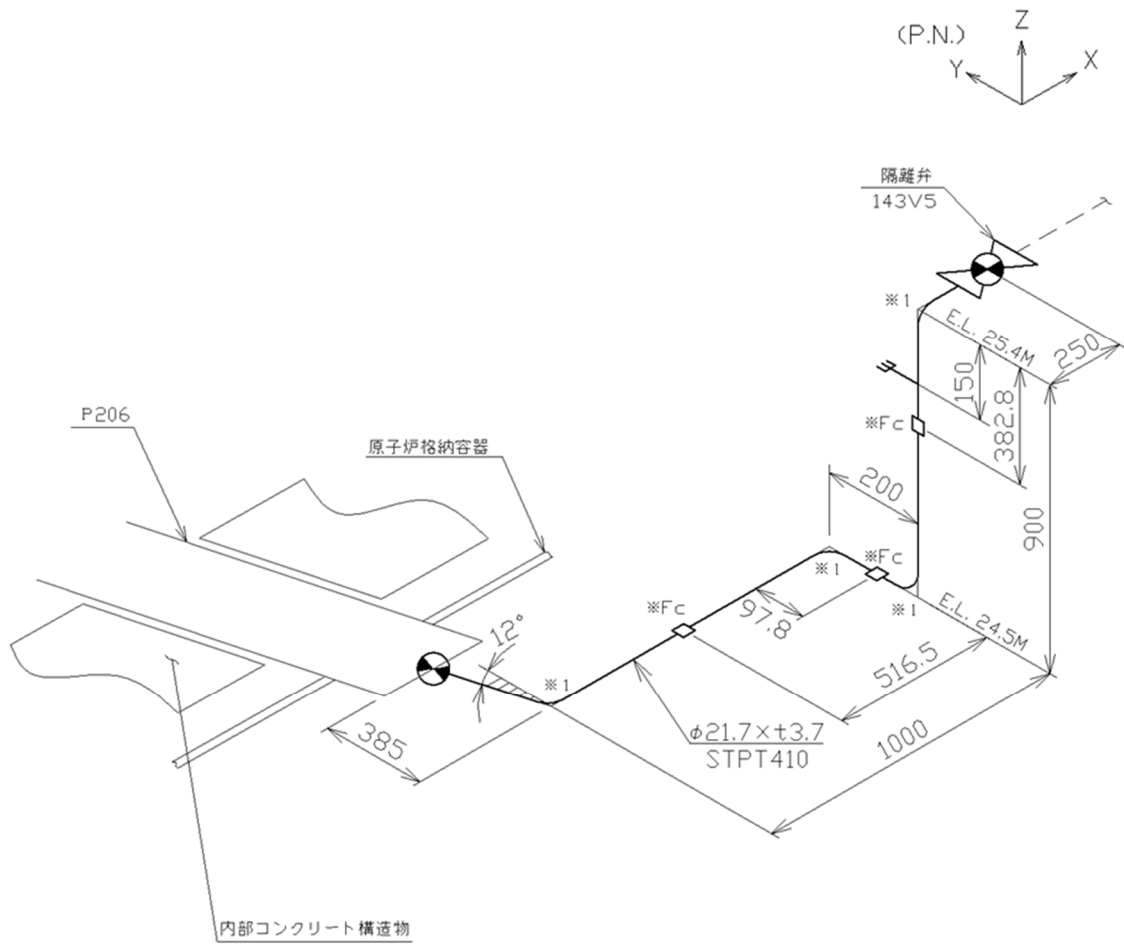 (P.N.)
Z
Y
X
隔離弁
143V5
※1
E.L. 25.4M
250
150
382.8
※Fc
P206
原子炉格納容器
200
900
※Fc
※1
※Fc
97.8
※1
E.L. 24.5M
12°
※1
516.5
385
φ21.7×t3.7
STPT410
1000
内部コンクリート構造物